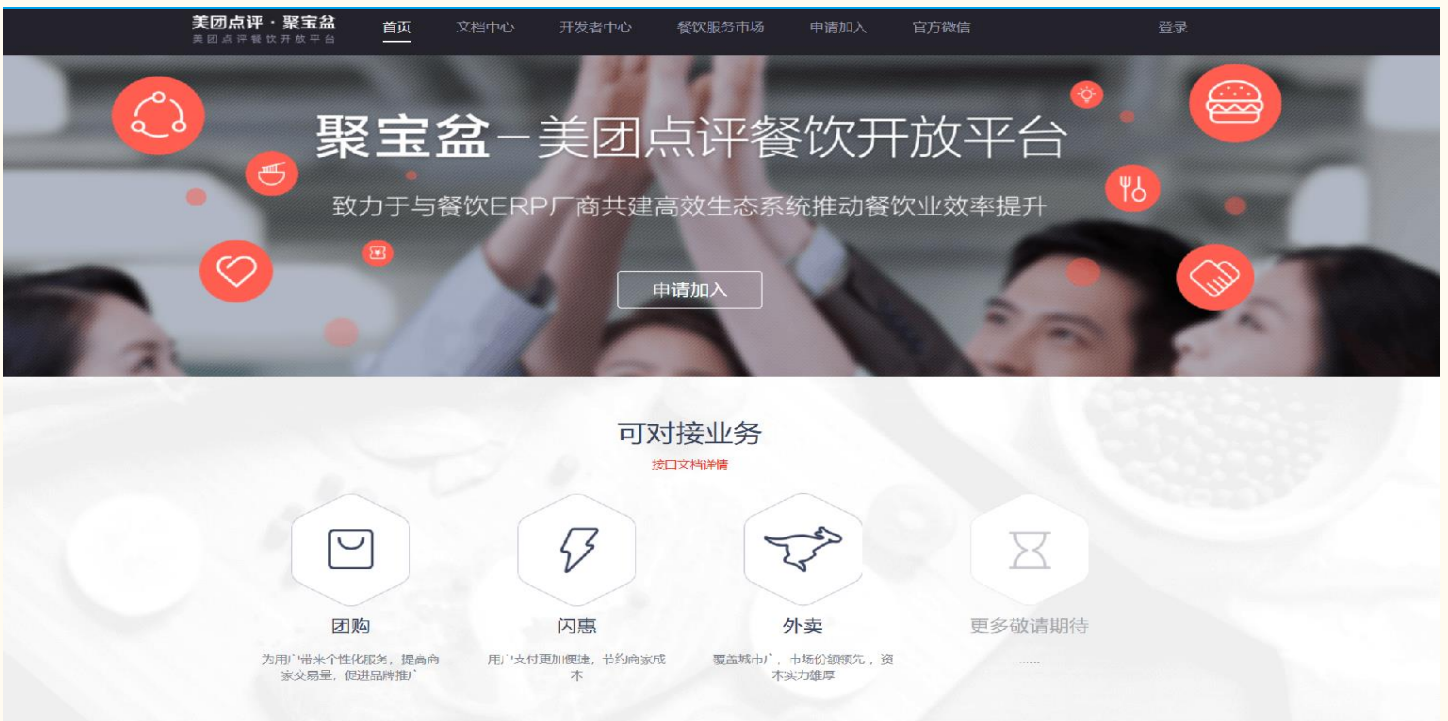 美团点评·聚宝盆
美团点评餐饮开放平台
首页
文档中心
开发者中心
餐饮服务市场
申请加入
官方微信
登录
聚宝盆-美团点评餐饮开放平台
致力于与餐饮ERP厂商共建高效生态系统推动餐饮业效率提升
申请加入
可对接业务
接口文档详情
团购
闪惠
外卖
更多敬请期待
为用户带来个性化服务，提高商
家交易量，促进品牌推广
用户支付更加便捷，节约商家成
本
覆盖城市广，市场份额领先，资
本实力雄厚
......